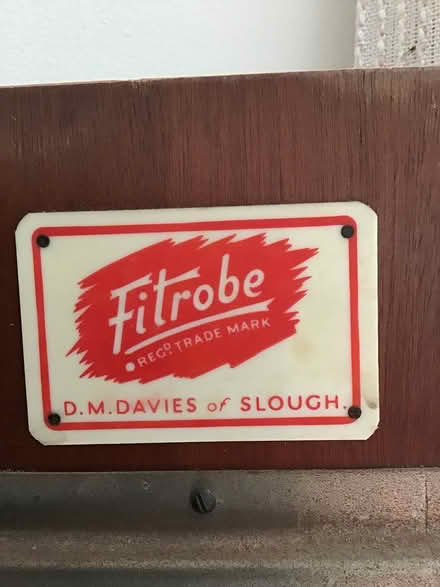 Fitrobe
• REGD. TRADE MARK
D.M.DAVIES of SLOUGH.